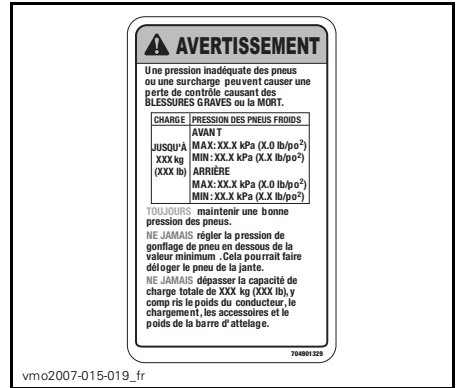 AVERTISSEMENT
Une pression inadéquate des pneus
ou une surcharge peuvent causer une
perte de contrôle causant des
BLESSURES GRAVES ou la MORT.
CHARGE PRESSION DES PNEUS FROIDS
JUSQU'À
XXX kg
(XXX lb)
AVANT
MAX: XX.X kPa (X.0 lb/po²)
MIN : XX.X kPa (X.X lb/po²)
ARRIÈRE
MAX: XX.X kPa (X.0 lb/po²)
MIN : XX.X kPa (X.X lb/po²)
TOUJOURS maintenir une bonne
pression des pneus.
NE JAMAIS régler la pression de
gonflage de pneu en dessous de la
valeur minimum . Cela pourrait faire
déloger le pneu de la jante.
NE JAMAIS dépasser la capacité de
charge totale de XXX kg (XXX lb), y
comp ris le poids du conducteur, le
chargement, les accessoires et le
poids de la barre d'attelage.
704901329
vmo2007-015-019_fr